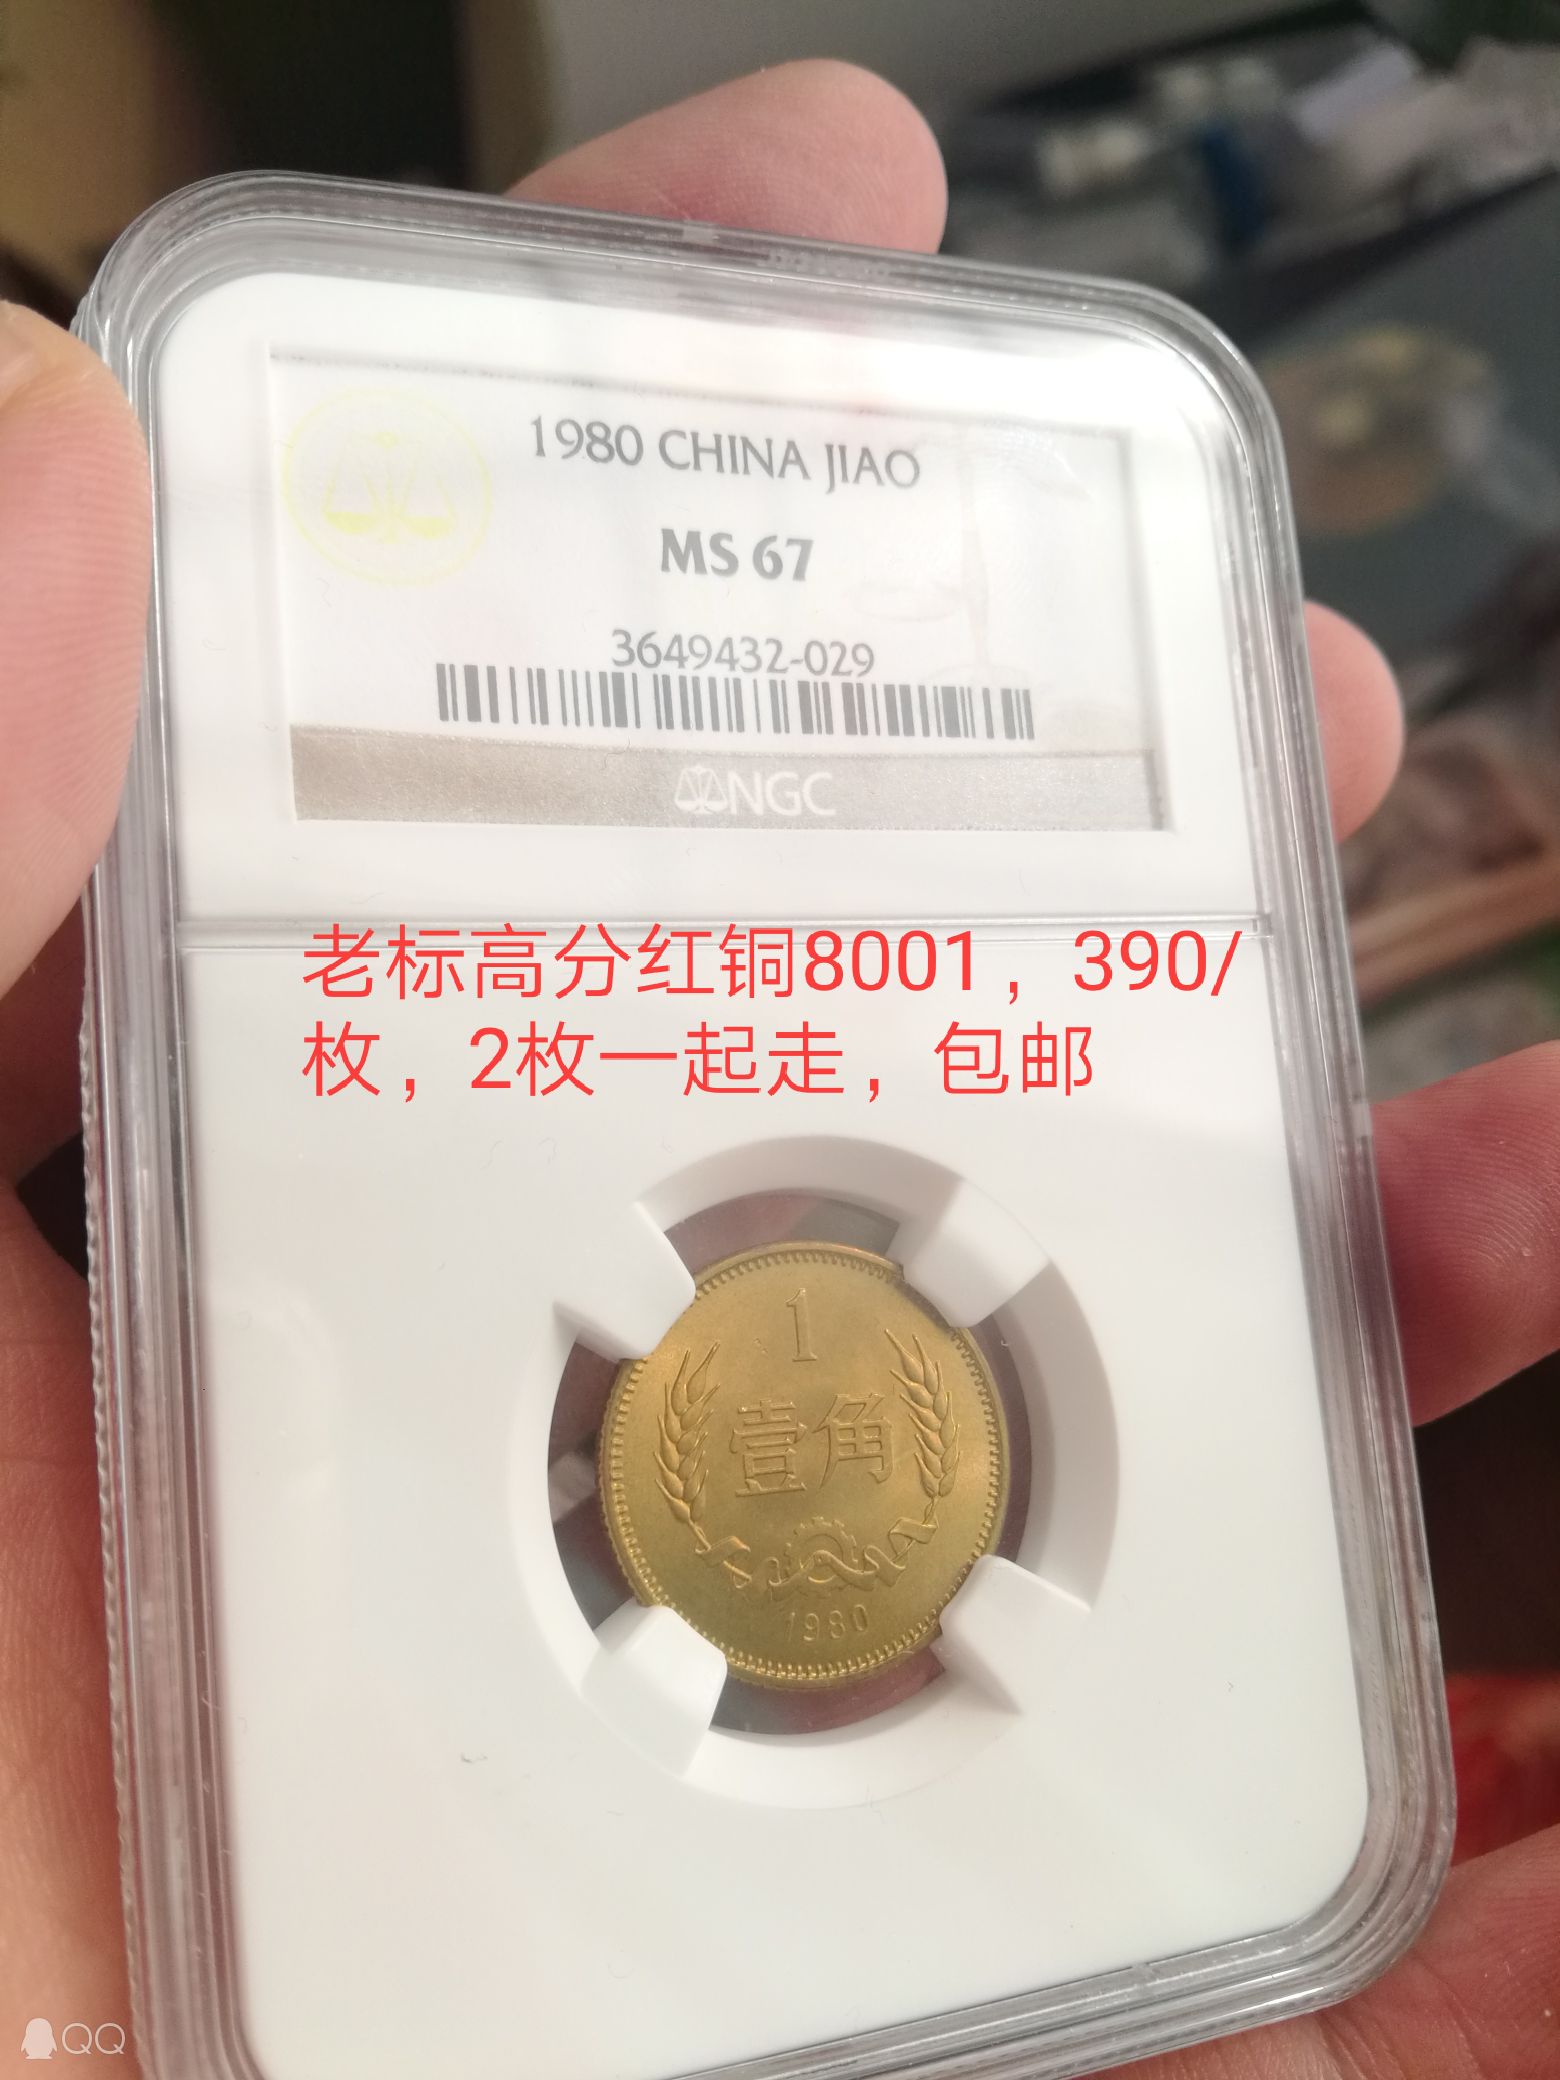 1980 CHINA JIAO
MS 67
3649432-029
NGC
老标高分红铜8001，390/
枚，2枚一起走，包邮
1
壹角
1980
QQ